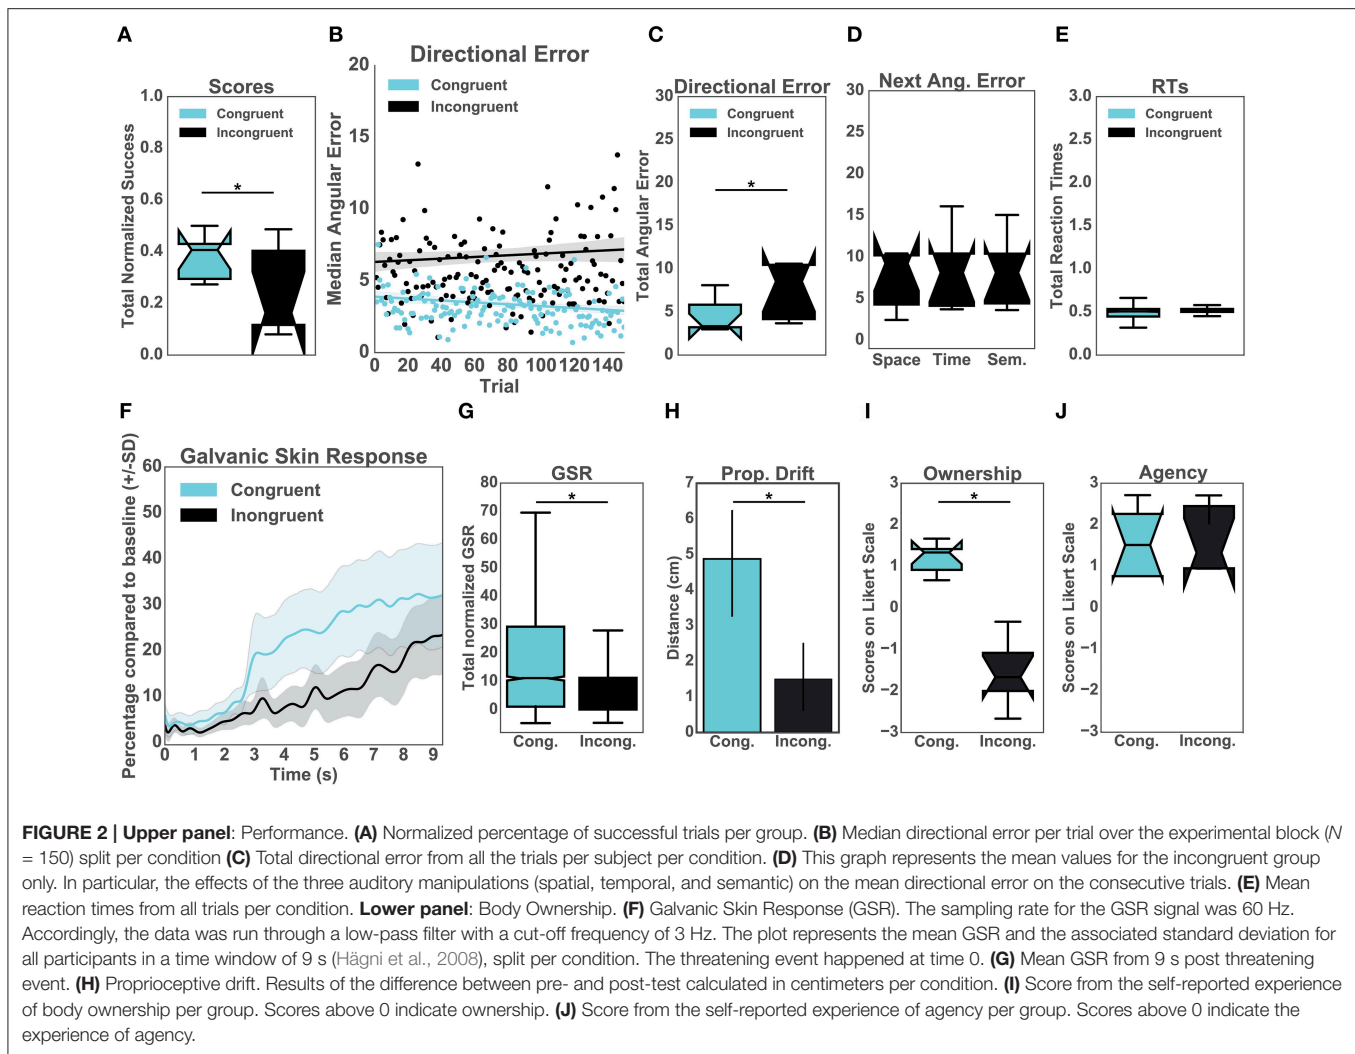 A
B
C
D
E
Scores
Total Normalized Success
1.0
0.8
0.6
0.4
0.2
0.0
Congruent
Incongruent
*
Directional Error
Median Angular Error
20
15
10
5
0
Congruent
Incongruent
0 20 40 60 80 100 120 140
Trial
Directional Error
Total Angular Error
30
25
20
15
10
5
0
Congruent
Incongruent
*
Next Ang. Error
30
25
20
15
10
5
0
Space Time Sem.
RTs
Total Reaction Times
3.0
2.5
2.0
1.5
1.0
0.5
0.0
Congruent
Incongruent
F
G
H
I
J
Galvanic Skin Response
Percentage compared to baseline (+/-SD)
60
50
40
30
20
10
0
Congruent
Inongruent
0 1 2 3 4 5 6 7 8 9
Time (s)
GSR
Total normalized GSR
80
70
60
50
40
30
20
10
0
*
Cong. Incong.
Prop. Drift
Distance (cm)
7
6
5
4
3
2
1
0
*
Cong. Incong.
Ownership
Scores on Likert Scale
3
2
1
0
−1
−2
−3
*
Cong. Incong.
Agency
Scores on Likert Scale
3
2
1
0
−1
−2
−3
Cong. Incong.
FIGURE 2 | Upper panel: Performance. (A) Normalized percentage of successful trials per group. (B) Median directional error per trial over the experimental block (N
= 150) split per condition (C) Total directional error from all the trials per subject per condition. (D) This graph represents the mean values for the incongruent group
only. In particular, the effects of the three auditory manipulations (spatial, temporal, and semantic) on the mean directional error on the consecutive trials. (E) Mean
reaction times from all trials per condition. Lower panel: Body Ownership. (F) Galvanic Skin Response (GSR). The sampling rate for the GSR signal was 60 Hz.
Accordingly, the data was run through a low-pass filter with a cut-off frequency of 3 Hz. The plot represents the mean GSR and the associated standard deviation for
all participants in a time window of 9 s (Hägni et al., 2008), split per condition. The threatening event happened at time 0. (G) Mean GSR from 9 s post threatening
event. (H) Proprioceptive drift. Results of the difference between pre- and post-test calculated in centimeters per condition. (I) Score from the self-reported experience
of body ownership per group. Scores above 0 indicate ownership. (J) Score from the self-reported experience of agency per group. Scores above 0 indicate the
experience of agency.